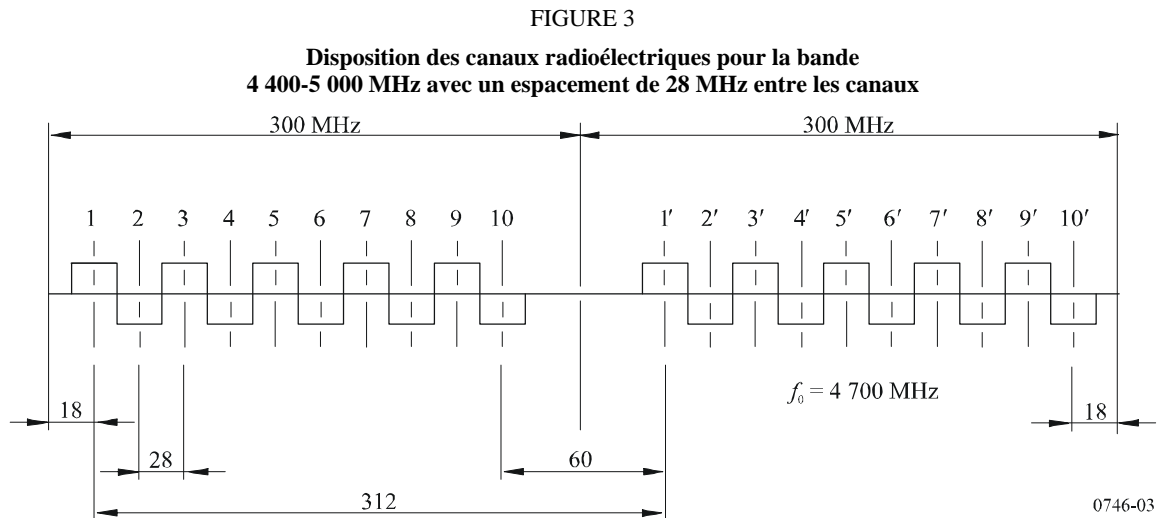 FIGURE 3
Disposition des canaux radioélectriques pour la bande
4 400-5 000 MHz avec un espacement de 28 MHz entre les canaux
300 MHz 300 MHz
1 2 3 4 5 6 7 8 9 10 1′ 2′ 3′ 4′ 5′ 6′ 7′ 8′ 9′ 10′
f₀ = 4 700 MHz
18 18
28 60
312
0746-03